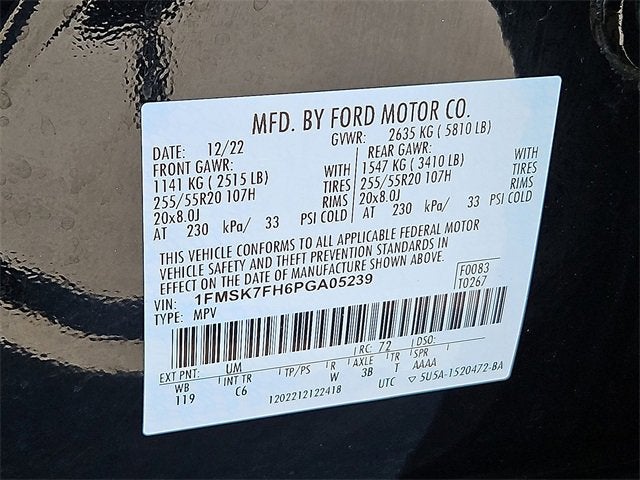 MFD. BY FORD MOTOR CO.
DATE: 12/22 GVWR: 2635 KG ( 5810 LB)
FRONT GAWR: WITH REAR GAWR: WITH
1141 KG ( 2515 LB) TIRES 1547 KG ( 3410 LB) TIRES
255/55R20 107H RIMS 255/55R20 107H RIMS
20x8.0J 20x8.0J
AT 230 kPa/ 33 PSI COLD AT 230 kPa/ 33 PSI COLD
THIS VEHICLE CONFORMS TO ALL APPLICABLE FEDERAL MOTOR
VEHICLE SAFETY AND THEFT PREVENTION STANDARDS IN
EFFECT ON THE DATE OF MANUFACTURE SHOWN ABOVE.
VIN: 1FMSK7FH6PGA05239 F0083
TYPE: MPV T0267
EXT PNT: UM RC: 72 DSO:
WB INT TR TP/PS R AXLE TR SPR
119 C6 W 3B T AAAA
1202212122418 UTC ▽ 5U5A-1520472-BA